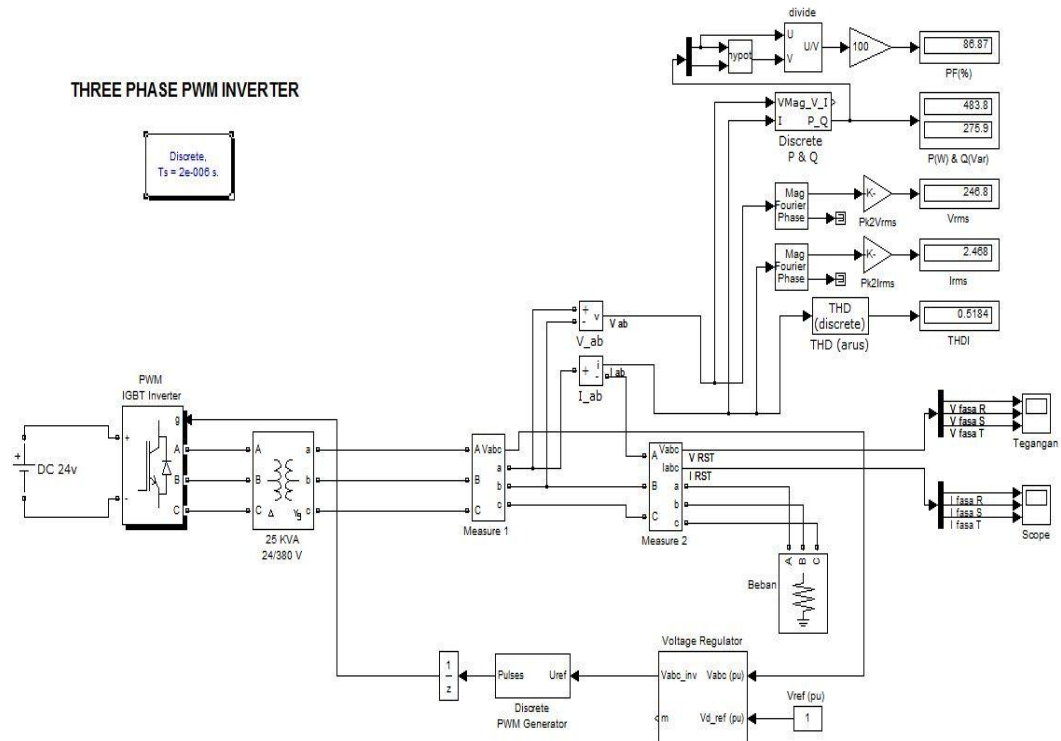 divide
U
V
U/V
hypot
100
86.87
PF(%)
THREE PHASE PWM INVERTER
VMag_V_I
I
P_Q
Discrete
P & Q
483.8
275.9
P(W) & Q(Var)
Discrete,
Ts = 2e-006 s.
Mag
Fourier
Phase
-K-
Pk2Vrms
246.8
Vrms
Mag
Fourier
Phase
-K-
Pk2Irms
2.468
Irms
THD
(discrete)
THD (arus)
0.5184
THDI
+
-
v
V ab
V_ab
+
i
-
I ab
I_ab
PWM
IGBT Inverter
g
+
-
A
B
C
+
DC 24v
A
B
C
a
b
c
Δ
Yg
25 KVA
24/380 V
A
B
C
Vabc
a
b
c
Measure 1
A
B
C
Vabc
Iabc
a
b
c
Measure 2
V RST
I RST
V fasa R
V fasa S
V fasa T
Tegangan
I fasa R
I fasa S
I fasa T
Scope
A
B
C
Beban
Voltage Regulator
Vabc_inv
Vabc (pu)
m
Vd_ref (pu)
Vref (pu)
1
Pulses
Uref
Discrete
PWM Generator
1
z